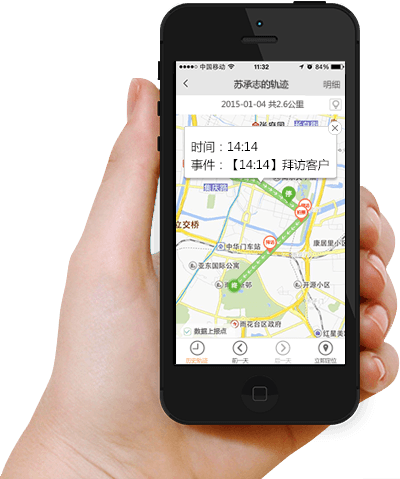 中国移动 11:32 84%
苏承志的轨迹 明细
2015-01-04 共2.6公里
时间：14:14
事件：【14:14】拜访客户
集庆路
立交桥
中华门车站
康居里小区
亚东国际公寓
开源小区
雨花台区政府
红星美
数据上报点
历史轨迹 前一天 后一天 立即定位